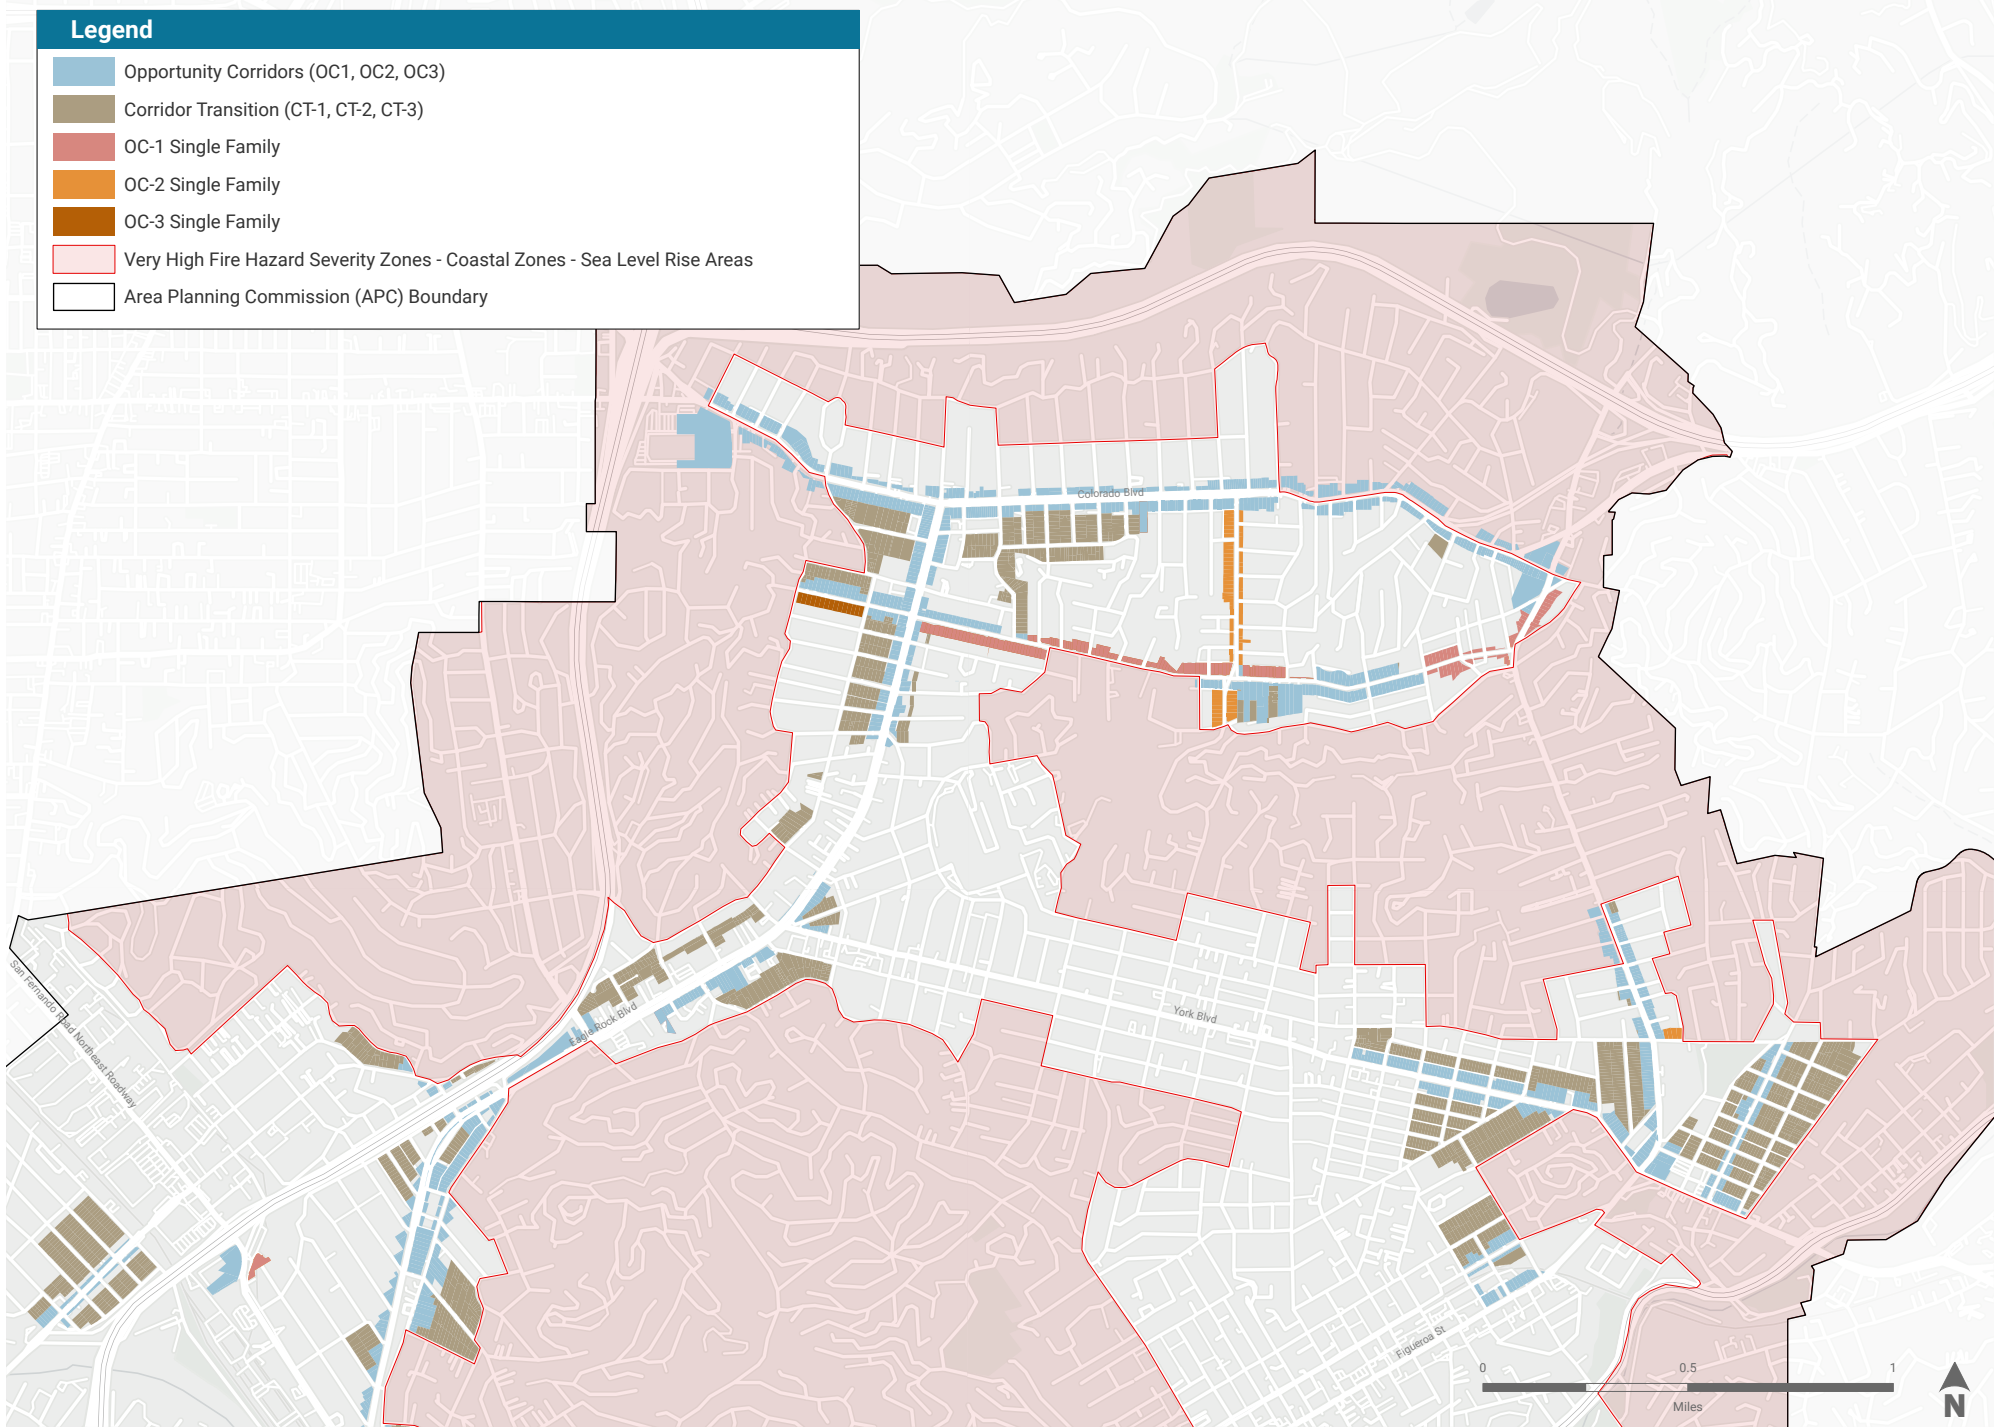 Legend
Opportunity Corridors (OC1, OC2, OC3)
Corridor Transition (CT-1, CT-2, CT-3)
OC-1 Single Family
OC-2 Single Family
OC-3 Single Family
Very High Fire Hazard Severity Zones - Coastal Zones - Sea Level Rise Areas
Area Planning Commission (APC) Boundary
Colorado Blvd
San Fernando Road Northeast Roadway
Eagle Rock Blvd
York Blvd
Figueroa St
0 0.5 1
Miles
N